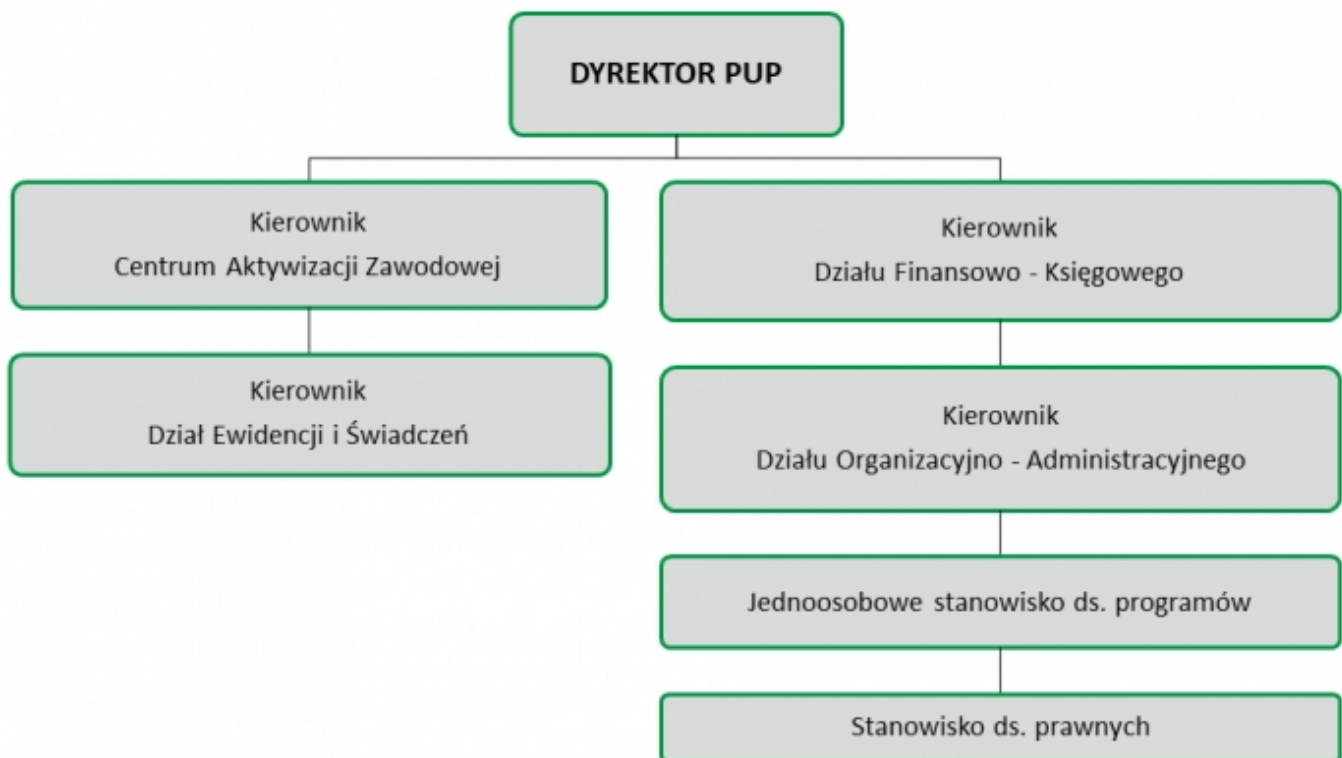 DYREKTOR PUP
Kierownik
Centrum Aktywizacji Zawodowej
Kierownik
Dział Ewidencji i Świadczeń
Kierownik
Działu Finansowo - Księgowego
Kierownik
Działu Organizacyjno - Administracyjnego
Jednoosobowe stanowisko ds. programów
Stanowisko ds. prawnych